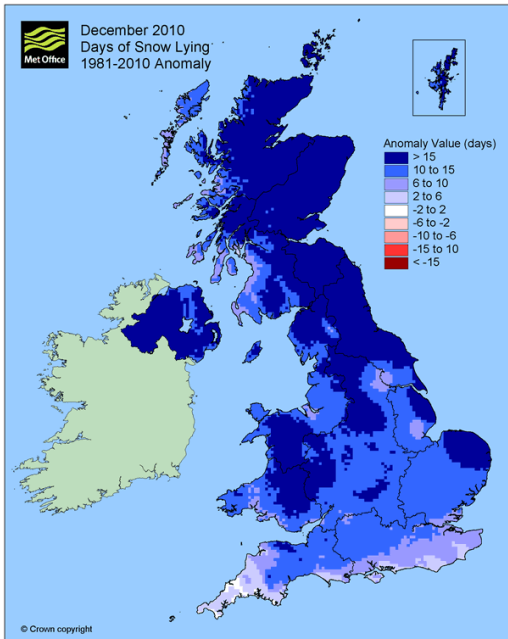 Met Office
December 2010
Days of Snow Lying
1981-2010 Anomaly
Anomaly Value (days)
> 15
10 to 15
6 to 10
2 to 6
-2 to 2
-6 to -2
-10 to -6
-15 to 10
< -15
© Crown copyright